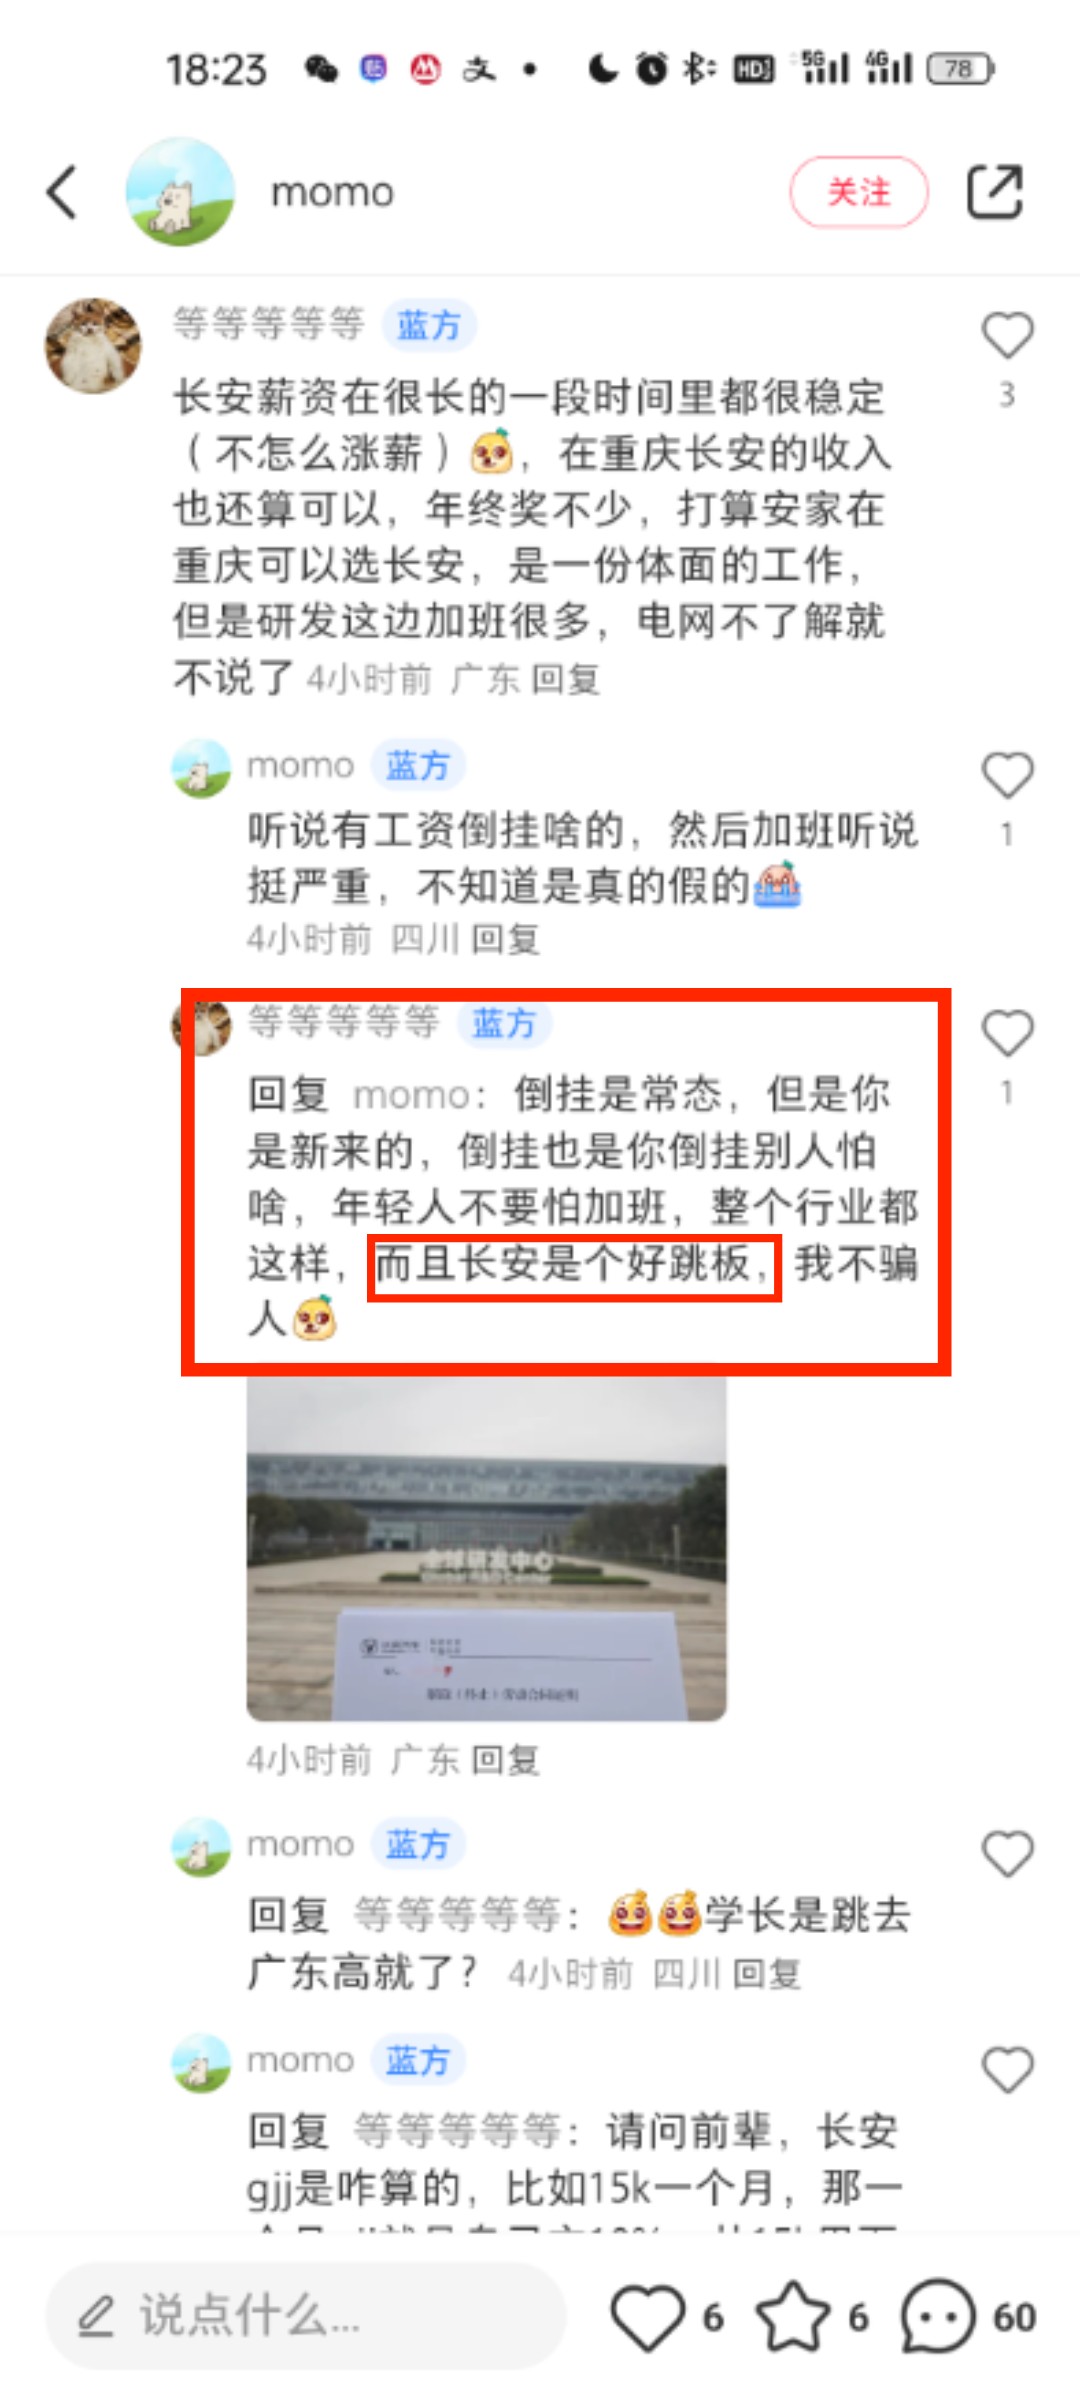 18:23 5G 4G HD 78
momo 关注
等等等等等 蓝方
长安薪资在很长的一段时间里都很稳定
（不怎么涨薪），在重庆长安的收入
也还算可以，年终奖不少，打算安家在
重庆可以选长安，是一份体面的工作，
但是研发这边加班很多，电网不了解就
不说了 4小时前 广东 回复
3
momo 蓝方
听说有工资倒挂啥的，然后加班听说
挺严重，不知道是真的假的
4小时前 四川 回复
1
等等等等等 蓝方
回复 momo：倒挂是常态，但是你
是新来的，倒挂也是你倒挂别人怕
啥，年轻人不要怕加班，整个行业都
这样，而且长安是个好跳板，我不骗
人
1
全球研发中心
4小时前 广东 回复
momo 蓝方
回复 等等等等等：学长是跳去
广东高就了？ 4小时前 四川 回复
momo 蓝方
回复 等等等等等：请问前辈，长安
gjj是咋算的，比如15k一个月，那一
说点什么... 6 6 60